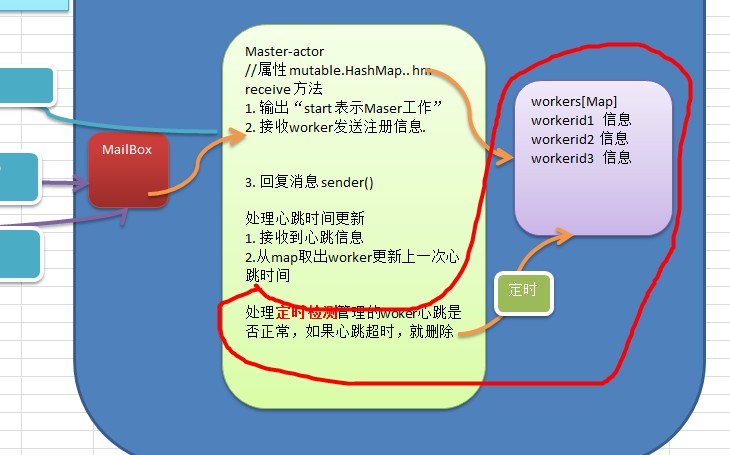 Master-actor
//属性 mutable.HashMap.. hm
receive 方法
1. 输出“start 表示Maser工作”
2. 接收worker发送注册信息.
3. 回复消息 sender()
处理心跳时间更新
1. 接收到心跳信息
2.从map取出worker更新上一次心
跳时间
处理定时检测管理的woker心跳是
否正常，如果心跳超时，就删除
MailBox
workers[Map]
workerid1 信息
workerid2 信息
workerid3 信息
定时